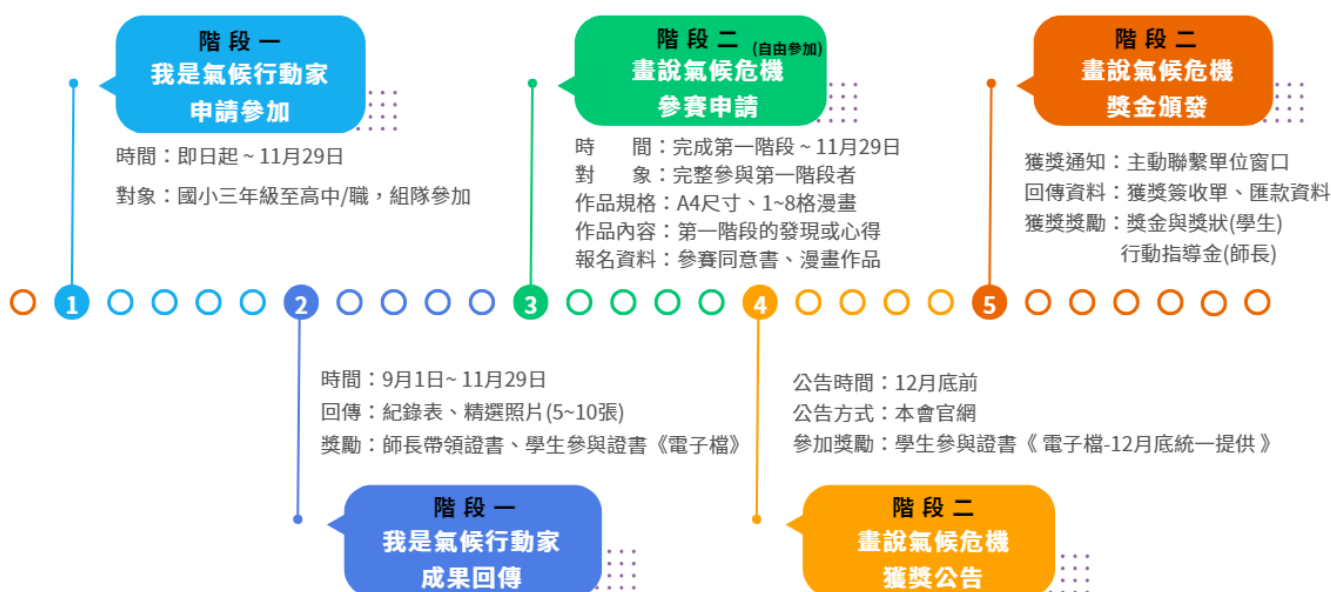 階段一
我是氣候行動家
申請參加
時間：即日起 ~ 11月29日
對象：國小三年級至高中/職，組隊參加
階段二 (自由參加)
畫說氣候危機
參賽申請
時　　間：完成第一階段 ~ 11月29日
對　　象：完整參與第一階段者
作品規格：A4尺寸、1~8格漫畫
作品內容：第一階段的發現或心得
報名資料：參賽同意書、漫畫作品
階段二
畫說氣候危機
獎金頒發
獲獎通知：主動聯繫單位窗口
回傳資料：獲獎簽收單、匯款資料
獲獎獎勵：獎金與獎狀(學生)
行動指導金(師長)
1 2 3 4 5
時間：9月1日~ 11月29日
回傳：紀錄表、精選照片(5~10張)
獎勵：師長帶領證書、學生參與證書《電子檔》
階段一
我是氣候行動家
成果回傳
公告時間：12月底前
公告方式：本會官網
參加獎勵：學生參與證書《 電子檔-12月底統一提供 》
階段二
畫說氣候危機
獲獎公告